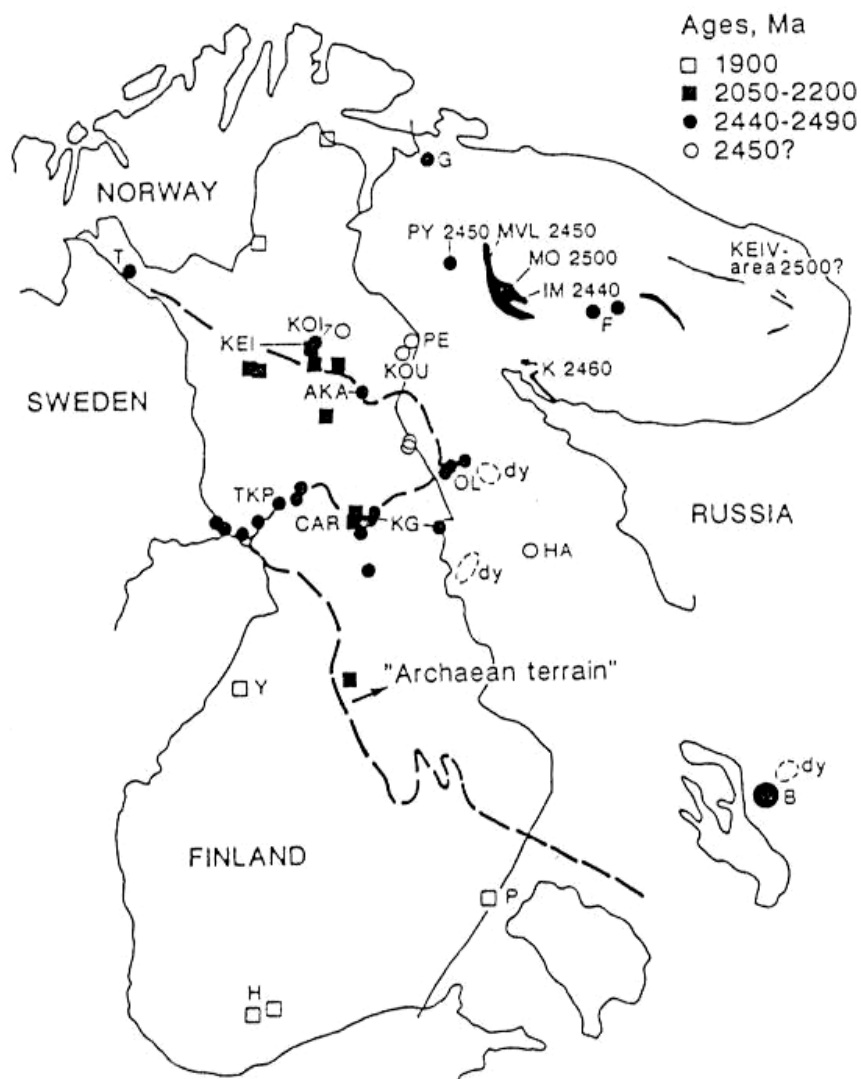 Ages, Ma
1900
2050-2200
2440-2490
2450?
G
NORWAY
PY 2450
MVL 2450
MO 2500
IM 2440
KEIV-
area 2500?
T
F
KOI
KEI
PE
KOU
K 2460
AKA
SWEDEN
TKP
OL
dy
CAR
KG
RUSSIA
HA
dy
Y
"Archaean terrain"
dy
B
FINLAND
P
H